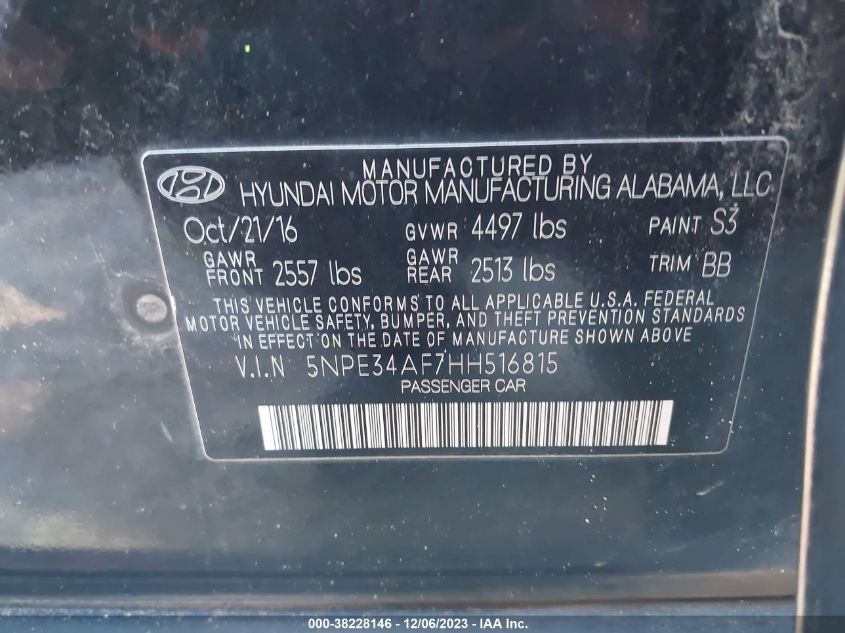 MANUFACTURED BY
HYUNDAI MOTOR MANUFACTURING ALABAMA, LLC
Oct/21/16 GVWR 4497 lbs PAINT S3
GAWR FRONT 2557 lbs GAWR REAR 2513 lbs TRIM BB
THIS VEHICLE CONFORMS TO ALL APPLICABLE U.S.A. FEDERAL
MOTOR VEHICLE SAFETY, BUMPER, AND THEFT PREVENTION STANDARDS
IN EFFECT ON THE DATE OF MANUFACTURE SHOWN ABOVE.
V.I.N 5NPE34AF7HH516815
PASSENGER CAR
000-38228146 - 12/06/2023 - IAAI.COM